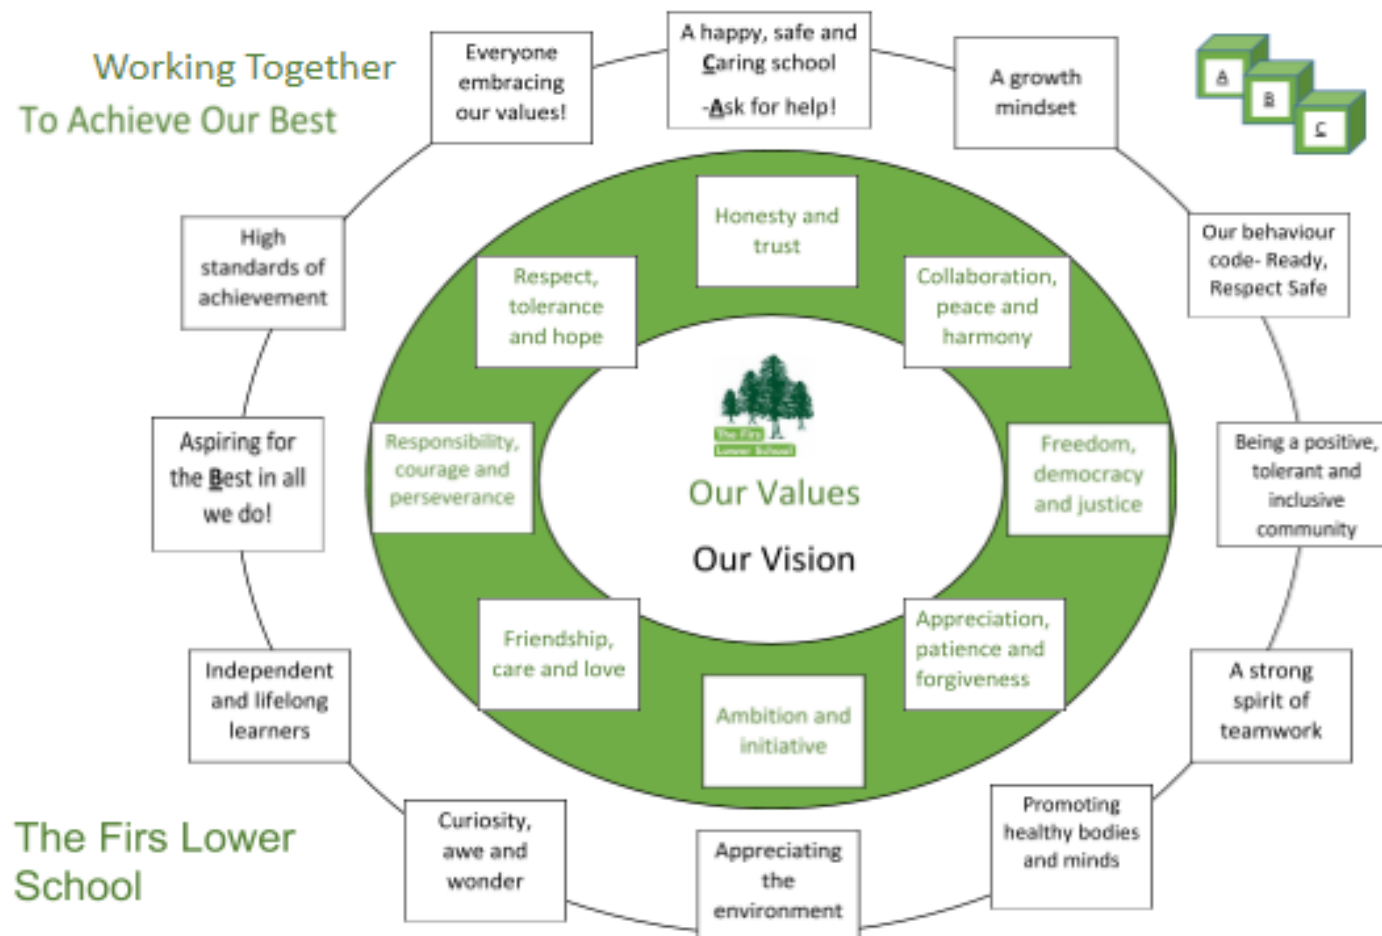 Working Together
To Achieve Our Best
Everyone
embracing
our values!
A happy, safe and
Caring school
-Ask for help!
A growth
mindset
A
B
C
High
standards of
achievement
Our behaviour
code- Ready,
Respect Safe
Aspiring for
the Best in all
we do!
Being a positive,
tolerant and
inclusive
community
Independent
and lifelong
learners
A strong
spirit of
teamwork
Curiosity,
awe and
wonder
Appreciating
the
environment
Promoting
healthy bodies
and minds
Honesty and
trust
Respect,
tolerance
and hope
Collaboration,
peace and
harmony
Responsibility,
courage and
perseverance
Freedom,
democracy
and justice
Friendship,
care and love
Appreciation,
patience and
forgiveness
Ambition and
initiative
The Firs
Lower School
Our Values
Our Vision
The Firs Lower
School